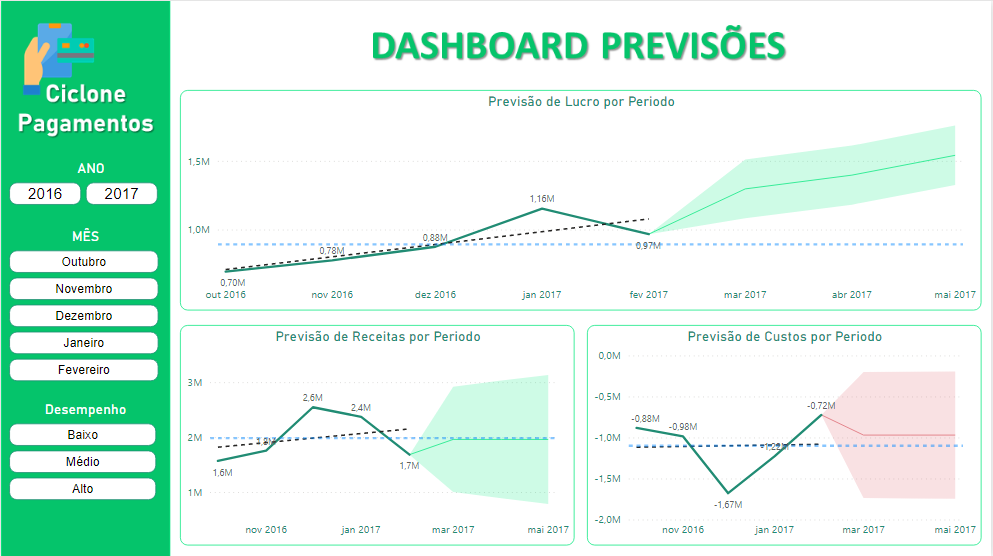 Ciclone
Pagamentos
ANO
2016 2017
MÊS
Outubro
Novembro
Dezembro
Janeiro
Fevereiro
Desempenho
Baixo
Médio
Alto
DASHBOARD PREVISÕES
Previsão de Lucro por Periodo
1,5M
1,0M
0,70M
0,78M
0,88M
1,16M
0,97M
out 2016 nov 2016 dez 2016 jan 2017 fev 2017 mar 2017 abr 2017 mai 2017
Previsão de Receitas por Periodo
3M
2M
1M
1,6M
1,8M
2,6M
2,4M
1,7M
nov 2016 jan 2017 mar 2017 mai 2017
Previsão de Custos por Periodo
0,0M
-0,5M
-1,0M
-1,5M
-2,0M
-0,88M
-0,98M
-1,67M
-1,22M
-0,72M
nov 2016 jan 2017 mar 2017 mai 2017